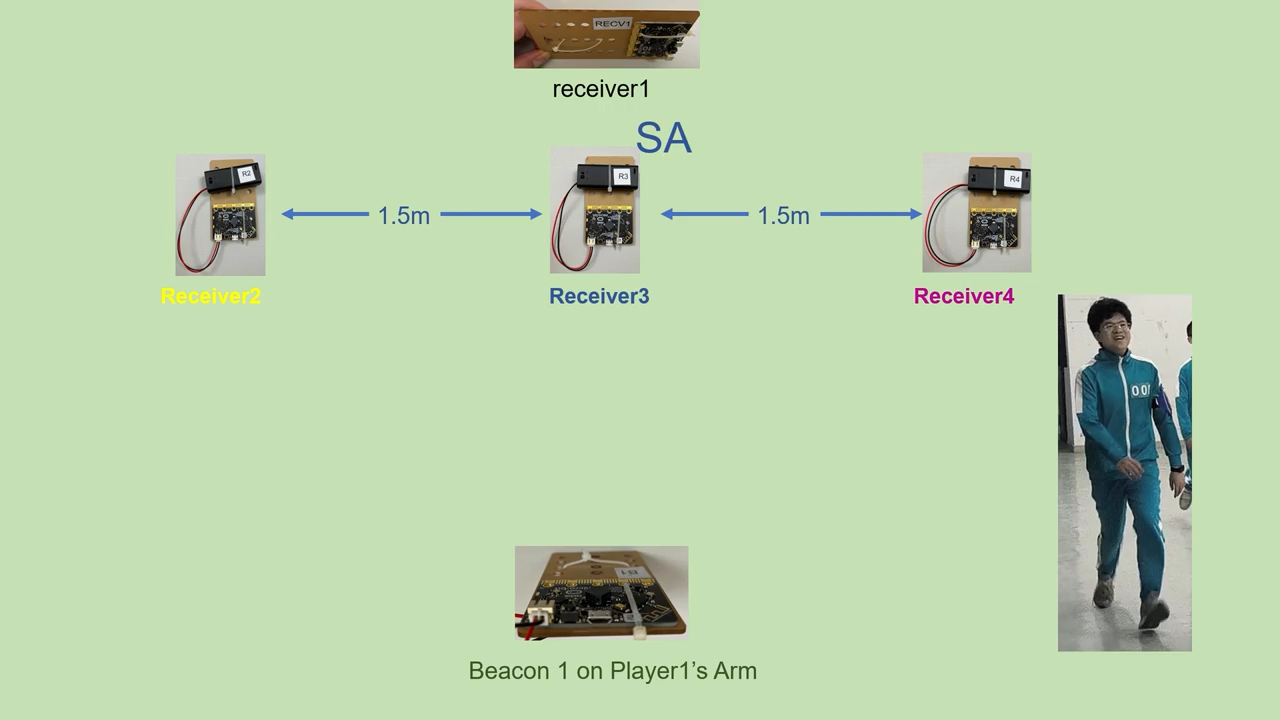 RECV1
receiver1
SA
R2
R3
R4
1.5m
1.5m
Receiver2
Receiver3
Receiver4
001
B1
Beacon 1 on Player1's Arm